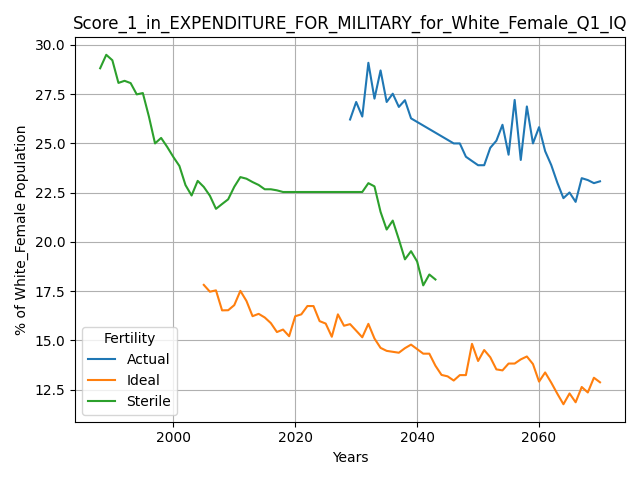 Score_1_in_EXPENDITURE_FOR_MILITARY_for_White_Female_Q1_IQ
30.0
27.5
25.0
22.5
20.0
17.5
15.0
12.5
% of White_Female Population
Fertility
Actual
Ideal
Sterile
2000
2020
2040
2060
Years